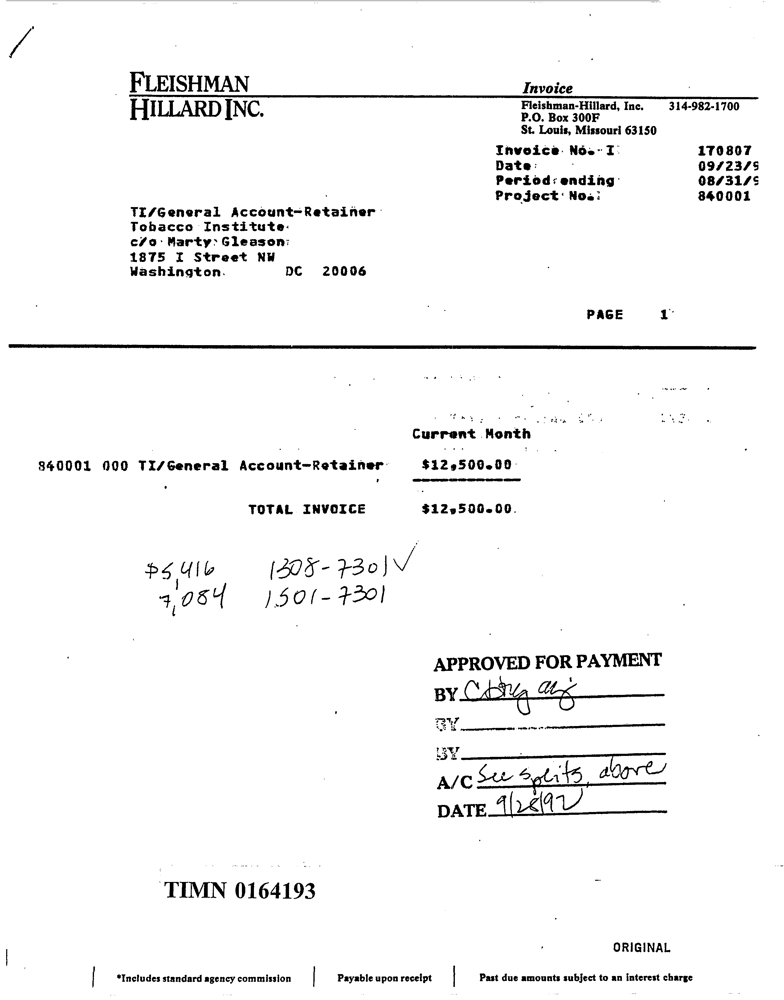 FLEISHMAN
HILLARD INC.
Invoice
Fleishman-Hillard, Inc. 314-982-1700
P.O. Box 300F
St. Louis, Missouri 63150
Invoice No. I 170807
Date: 09/23/9
Period ending 08/31/9
Project No.: 840001
TI/General Account-Retainer
Tobacco Institute
c/o Marty Gleason
1875 I Street NW
Washington DC 20006
PAGE 1
Current Month
840001 000 TI/General Account-Retainer $12,500.00
TOTAL INVOICE $12,500.00
$5,416 1308-7301 ✓
7,084 1501-7301
APPROVED FOR PAYMENT
BY
BY
BY
A/C See splits, above
DATE 9/28/92
TIMN 0164193
ORIGINAL
*Includes standard agency commission | Payable upon receipt | Past due amounts subject to an interest charge